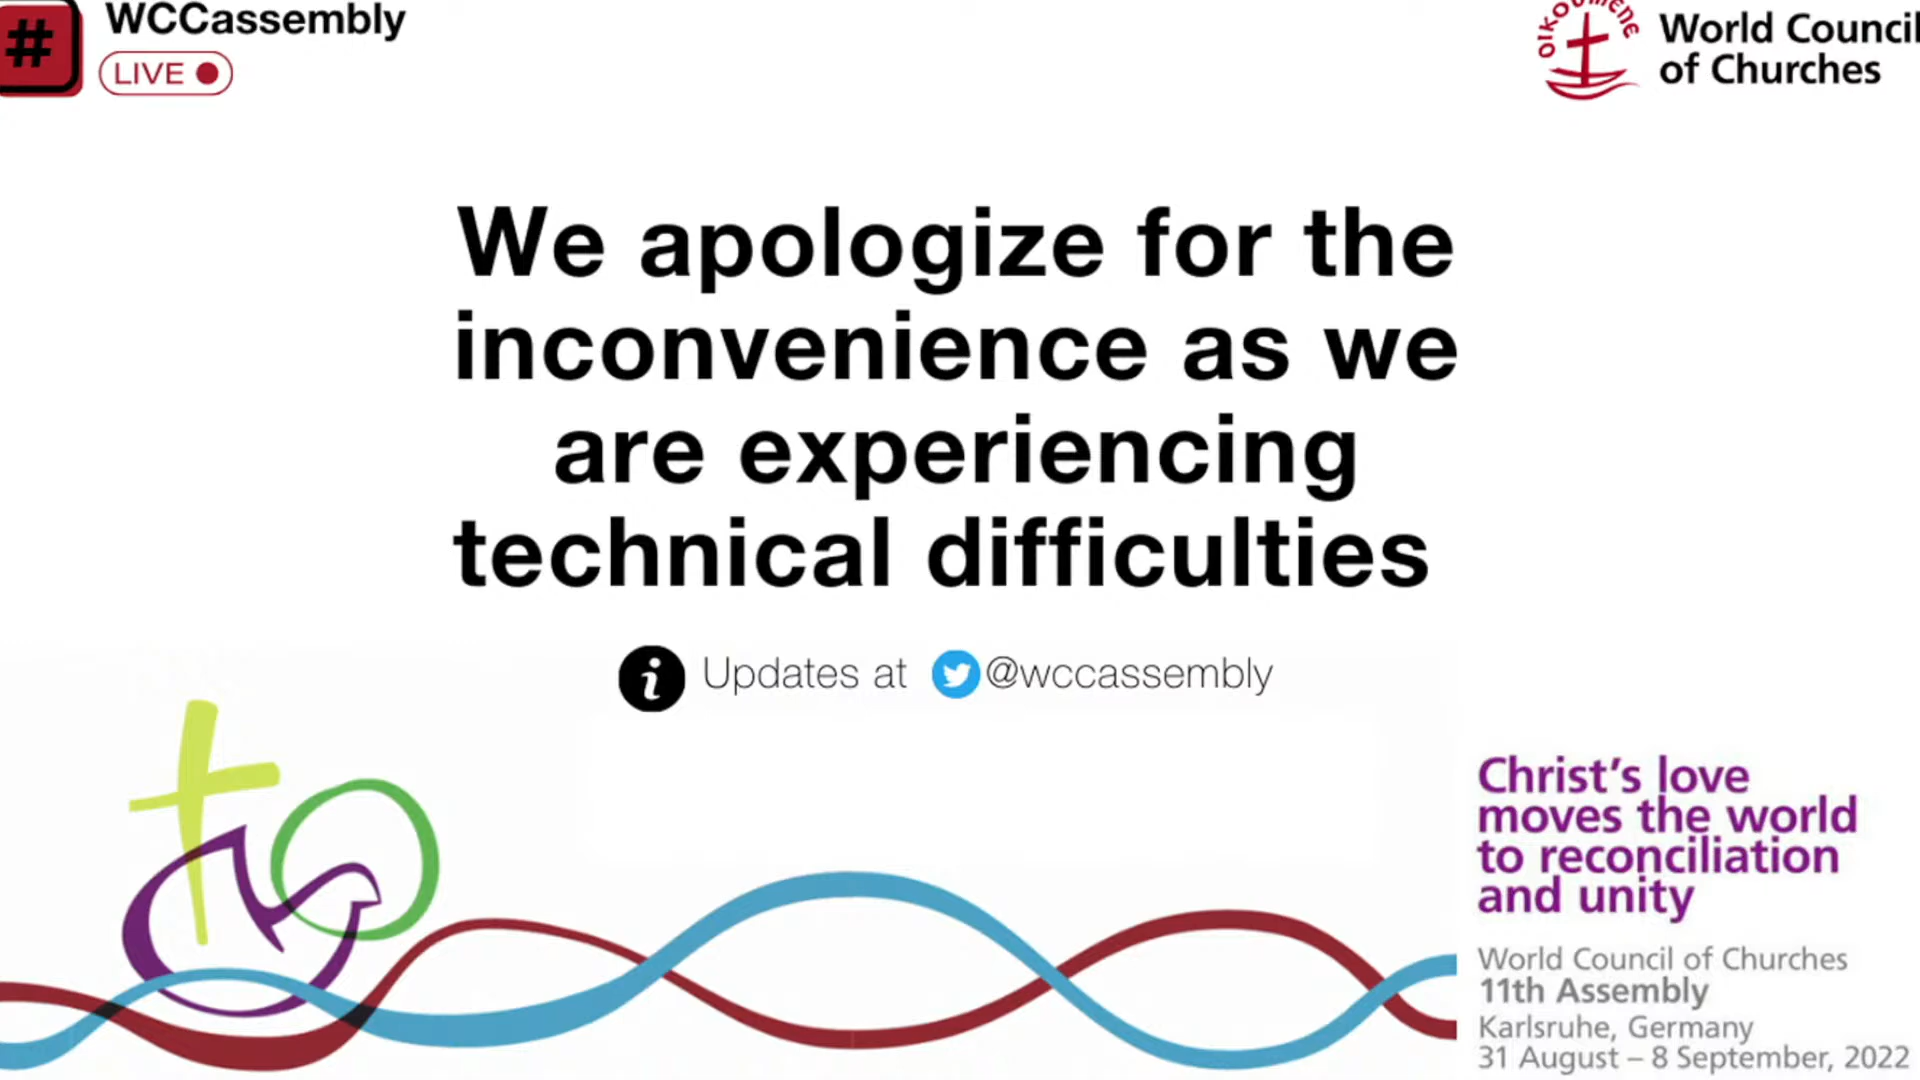 #
WCCassembly
LIVE
OIKOUMENE
World Council
of Churches
We apologize for the
inconvenience as we
are experiencing
technical difficulties
i Updates at @wccassembly
Christ’s love
moves the world
to reconciliation
and unity
World Council of Churches
11th Assembly
Karlsruhe, Germany
31 August – 8 September, 2022